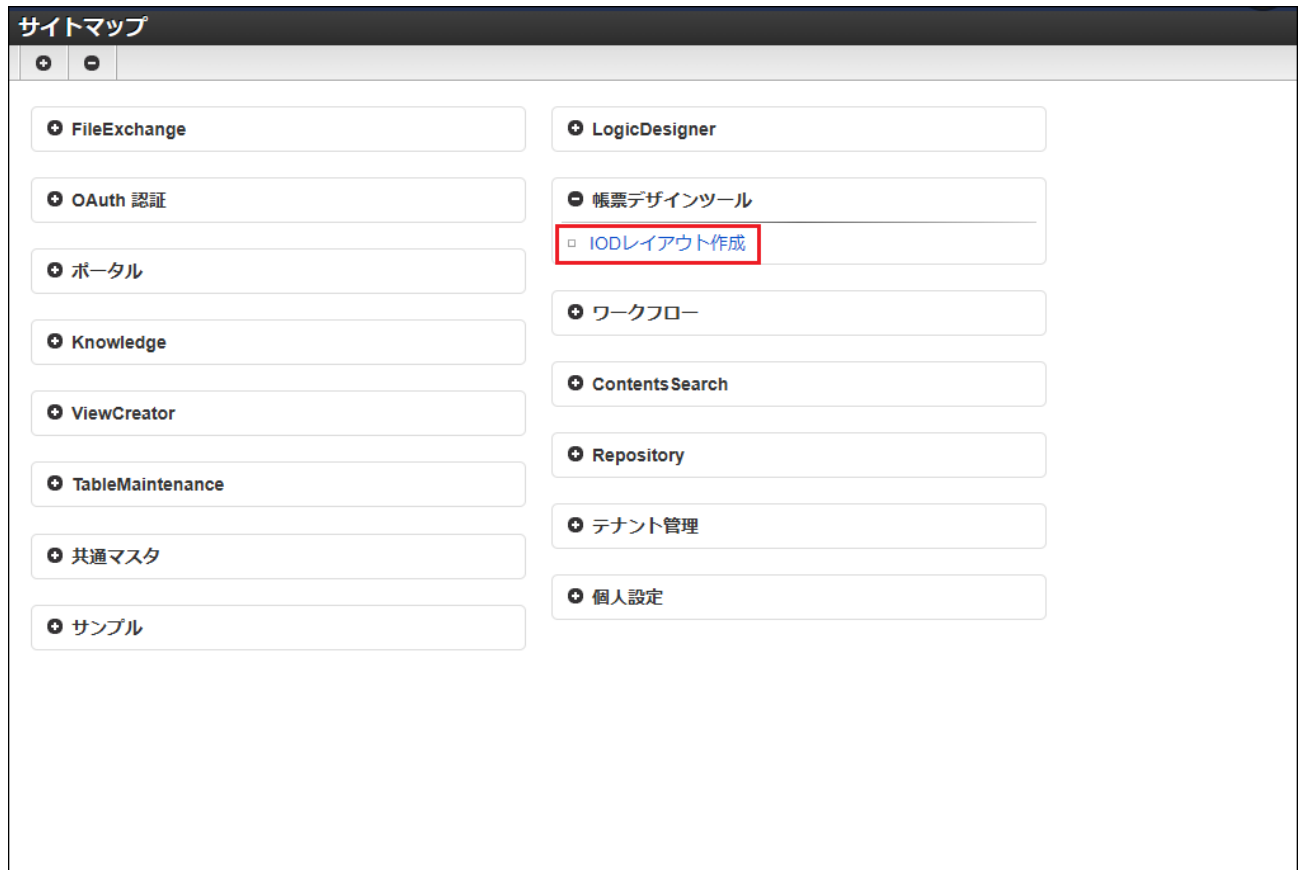 サイトマップ
FileExchange
OAuth 認証
ポータル
Knowledge
ViewCreator
TableMaintenance
共通マスタ
サンプル
LogicDesigner
帳票デザインツール
IODレイアウト作成
ワークフロー
ContentsSearch
Repository
テナント管理
個人設定